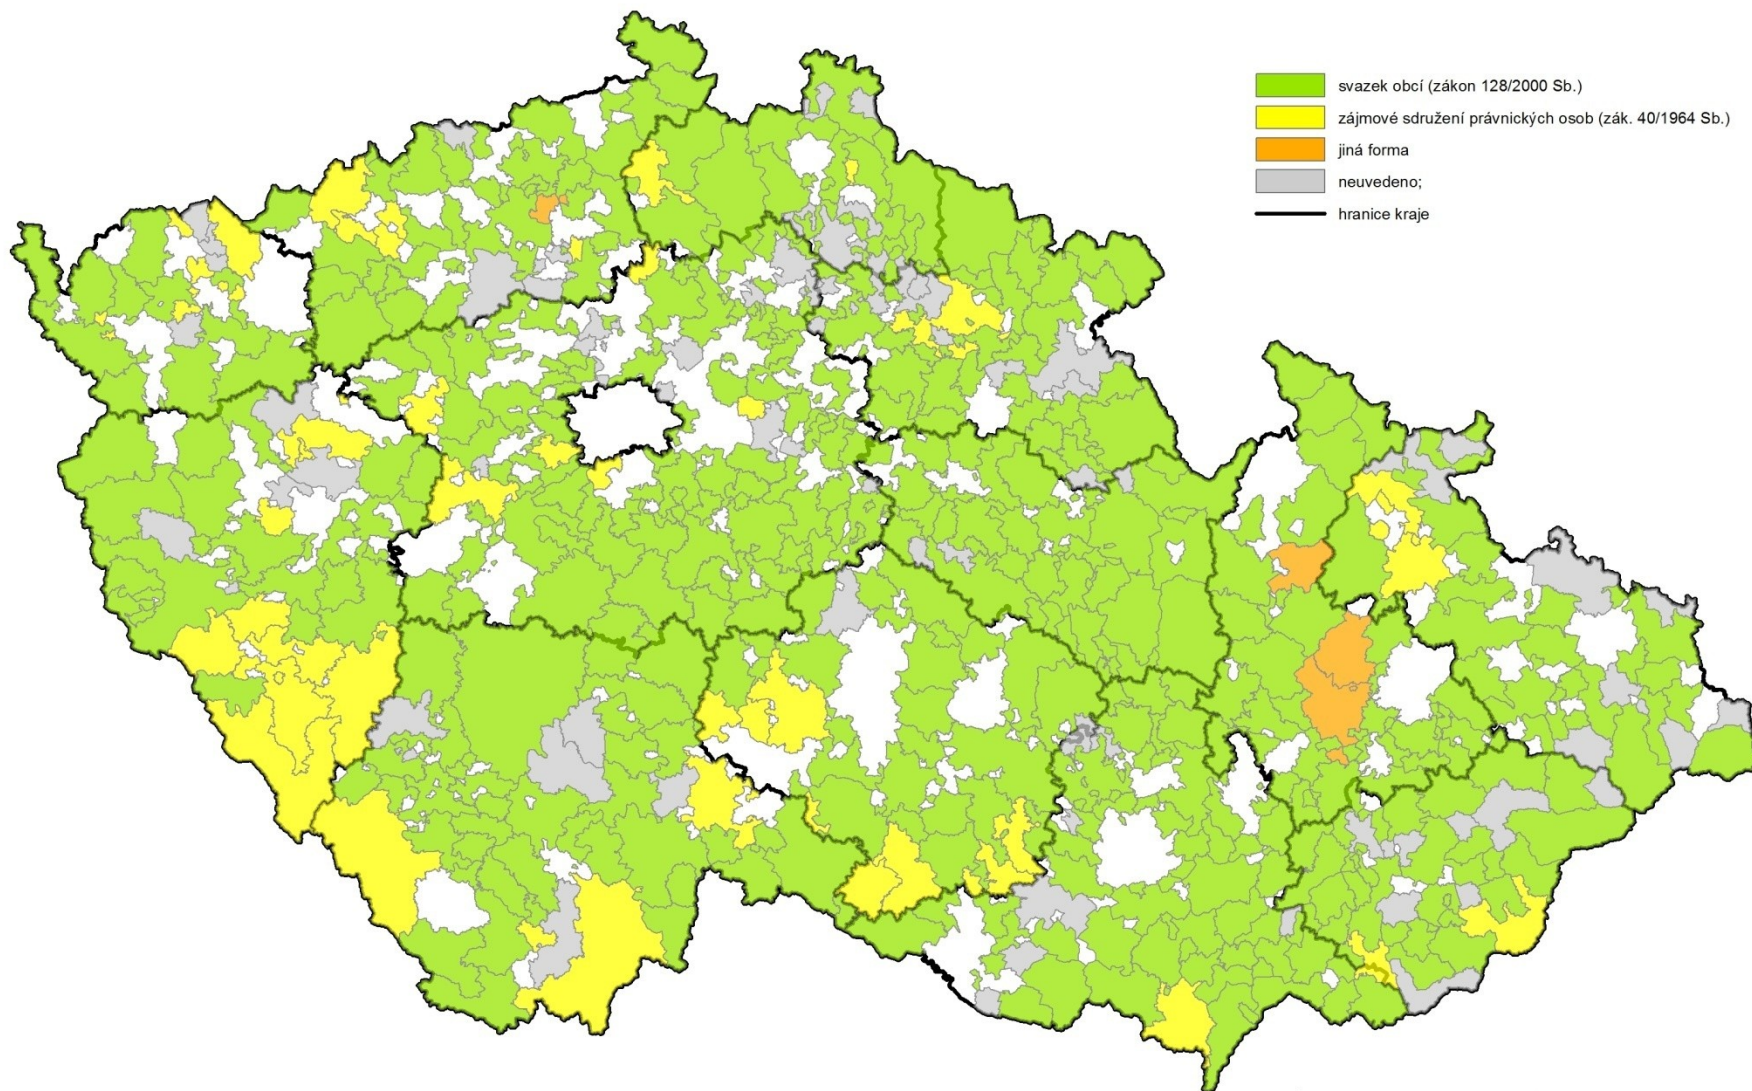 svazek obcí (zákon 128/2000 Sb.)
zájmové sdružení právnických osob (zák. 40/1964 Sb.)
jiná forma
neuvedeno;
hranice kraje